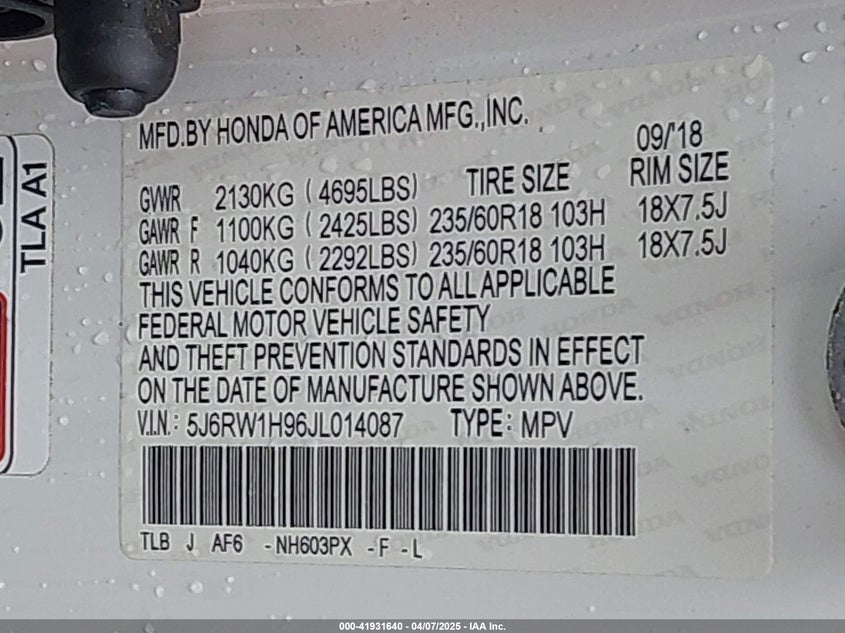 MFD.BY HONDA OF AMERICA MFG.,INC.
09/'18
GVWR 2130KG (4695LBS) TIRE SIZE RIM SIZE
GAWR F 1100KG (2425LBS) 235/60R18 103H 18X7.5J
GAWR R 1040KG (2292LBS) 235/60R18 103H 18X7.5J
THIS VEHICLE CONFORMS TO ALL APPLICABLE
FEDERAL MOTOR VEHICLE SAFETY
AND THEFT PREVENTION STANDARDS IN EFFECT
ON THE DATE OF MANUFACTURE SHOWN ABOVE.
V.I.N.: 5J6RW1H96JL014087 TYPE: MPV
TLB J AF6 -NH603PX -F -L
TLA A1
000-41931640 - 04/07/2025 - IAA Inc.